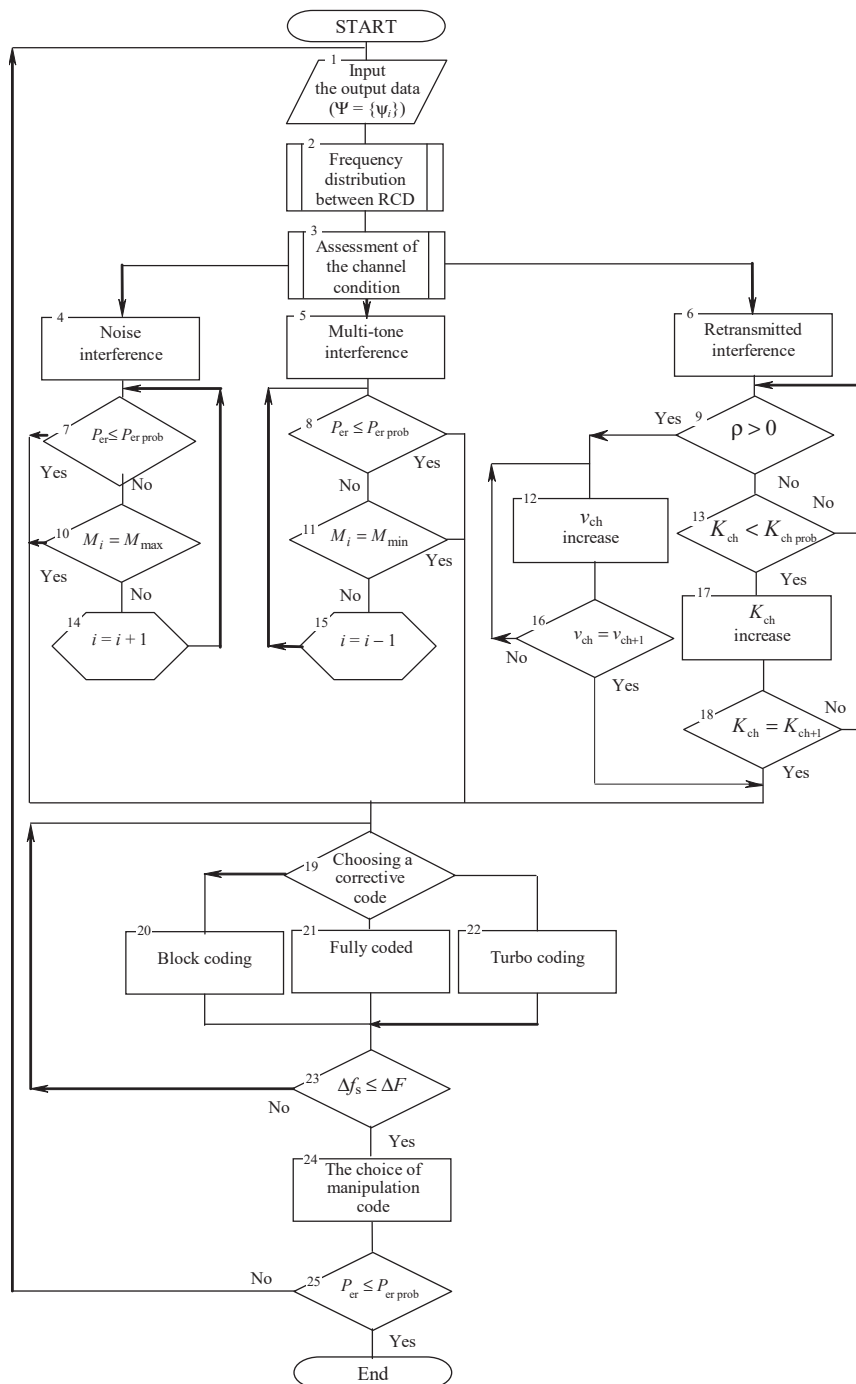 START
1
Input
the output data
(Ψ = {ψi})
2
Frequency
distribution
between RCD
3
Assessment of
the channel
condition
4
Noise
interference
5
Multi-tone
interference
6
Retransmitted
interference
7
Per ≤ Per prob
Yes
No
8
Per ≤ Per prob
Yes
No
9
ρ > 0
Yes
No
10
Mi = Mmax
Yes
No
11
Mi = Mmin
Yes
No
12
vch
increase
13
Kch < Kch prob
No
Yes
14
i = i + 1
15
i = i – 1
16
vch = vch+1
No
Yes
17
Kch
increase
18
Kch = Kch+1
No
Yes
19
Choosing a
corrective
code
20
Block coding
21
Fully coded
22
Turbo coding
23
Δfs ≤ ΔF
No
Yes
24
The choice of
manipulation
code
25
Per ≤ Per prob
No
Yes
End